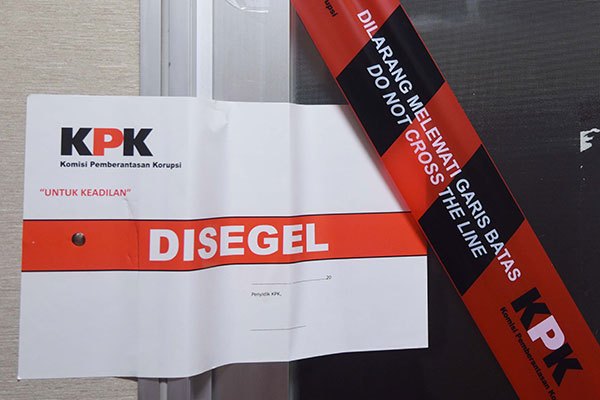 KPK
Komisi Pemberantasan Korupsi
"UNTUK KEADILAN"
DISEGEL
20
Penyidik KPK,
DILARANG MELEWATI GARIS BATAS
DO NOT CROSS THE LINE
KPK
Komisi Pemberantasan